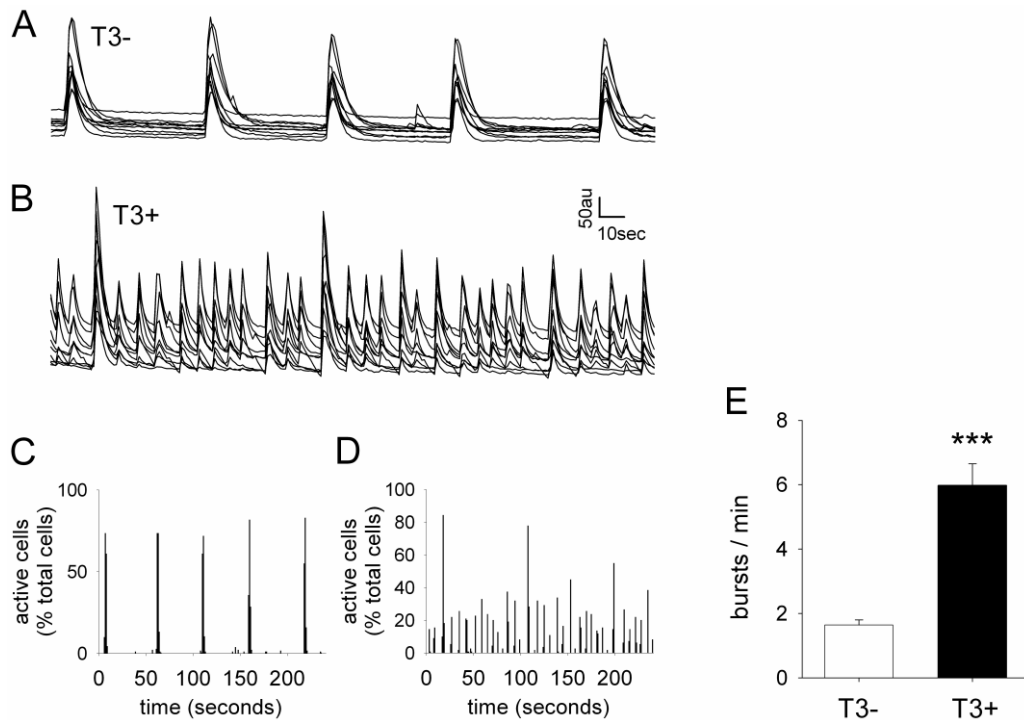 A
T3-
B
T3+
50au
10sec
C
100
50
0
active cells
(% total cells)
0 50 100 150 200
time (seconds)
D
100
80
60
40
20
0
active cells
(% total cells)
0 50 100 150 200
time (seconds)
E
8
6
4
2
0
bursts / min
***
T3- T3+